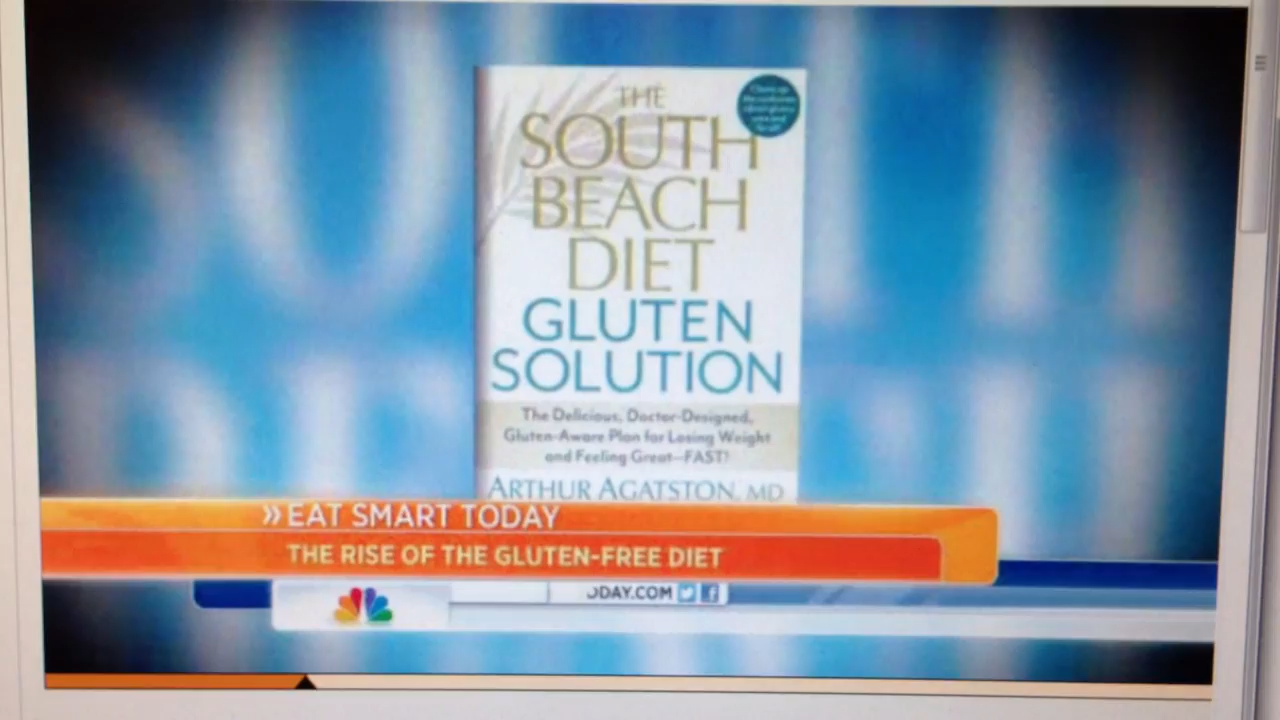 THE
SOUTH
BEACH
DIET
GLUTEN
SOLUTION
The Delicious, Doctor-Designed,
Gluten-Aware Plan for Losing Weight
and Feeling Great—FAST!
ARTHUR AGATSTON, MD
» EAT SMART TODAY
THE RISE OF THE GLUTEN-FREE DIET
ODAY.COM